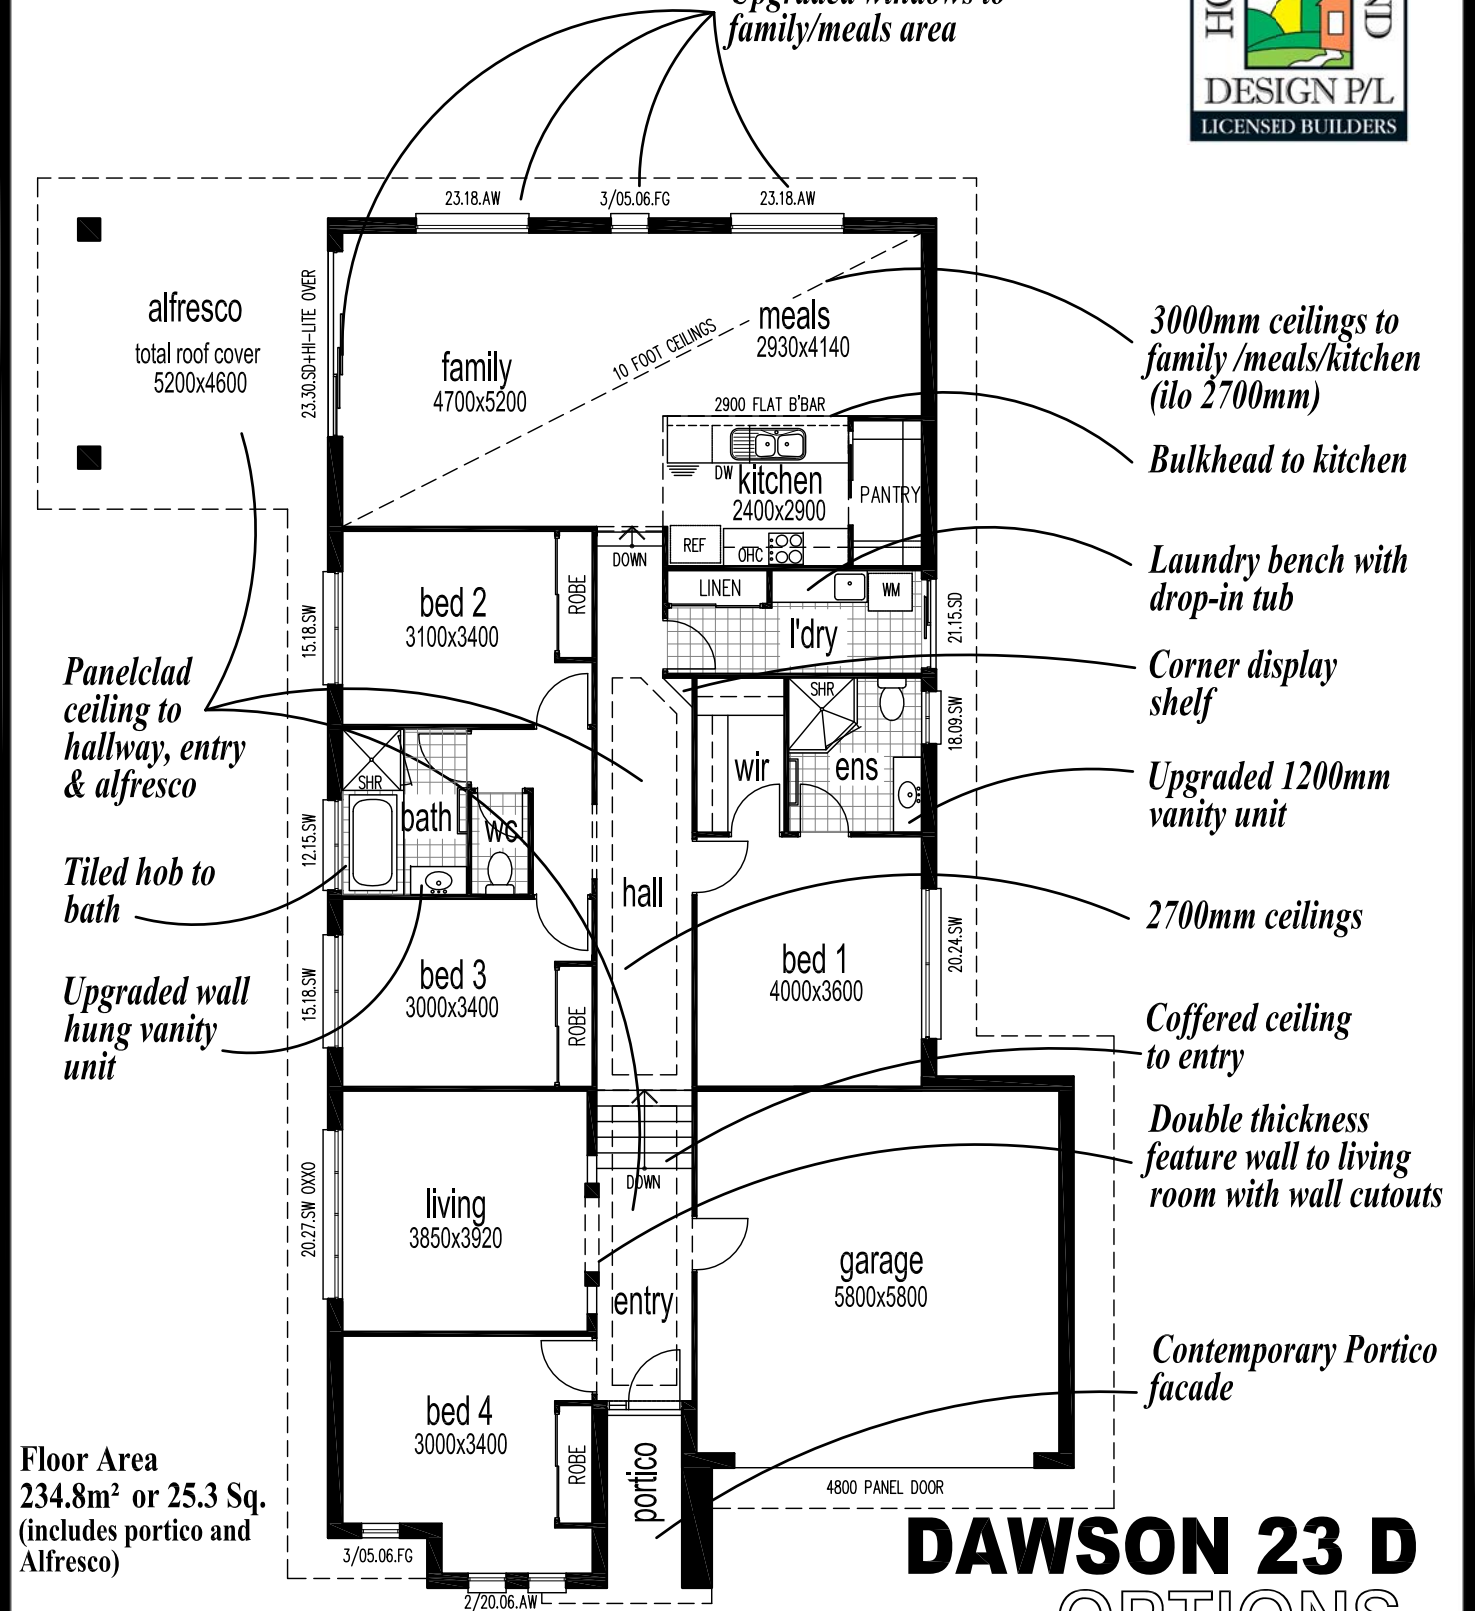 Upgraded windows to
family/meals area
DESIGN P/L
LICENSED BUILDERS
23.18.AW
3/05.06.FG
23.18.AW
23.30.SD+HI-LITE OVER
alfresco
total roof cover
5200x4600
family
4700x5200
10 FOOT CEILINGS
meals
2930x4140
3000mm ceilings to
family /meals/kitchen
(ilo 2700mm)
2900 FLAT B'BAR
DW
kitchen
2400x2900
PANTRY
Bulkhead to kitchen
REF
OHC
DOWN
LINEN
WM
l'dry
21.15.SD
Laundry bench with
drop-in tub
15.18.SW
bed 2
3100x3400
ROBE
Corner display
shelf
Panelclad
ceiling to
hallway, entry
& alfresco
SHR
wir
ens
18.09.SW
Upgraded 1200mm
vanity unit
SHR
bath
wc
12.15.SW
Tiled hob to
bath
hall
2700mm ceilings
bed 3
3000x3400
ROBE
15.18.SW
bed 1
4000x3600
20.24.SW
Upgraded wall
hung vanity
unit
Coffered ceiling
to entry
Double thickness
feature wall to living
room with wall cutouts
DOWN
living
3850x3920
20.27.SW OXXO
garage
5800x5800
entry
Contemporary Portico
facade
bed 4
3000x3400
ROBE
portico
4800 PANEL DOOR
Floor Area
234.8m² or 25.3 Sq.
(includes portico and
Alfresco)
3/05.06.FG
2/20.06.AW
DAWSON 23 D
OPTIONS